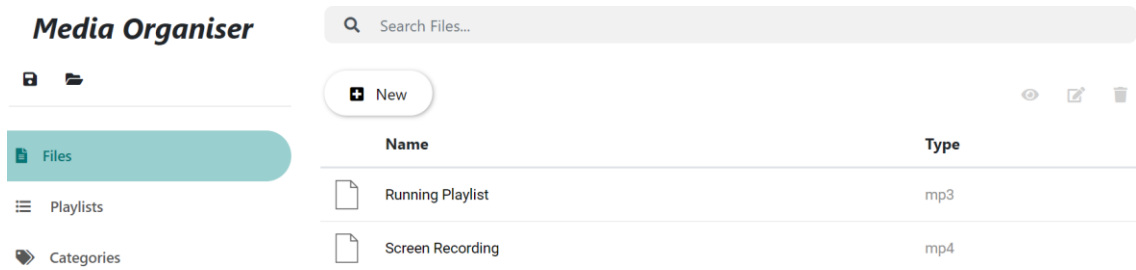 Media Organiser
Search Files...
New
Name Type
Files
Running Playlist mp3
Playlists
Screen Recording mp4
Categories